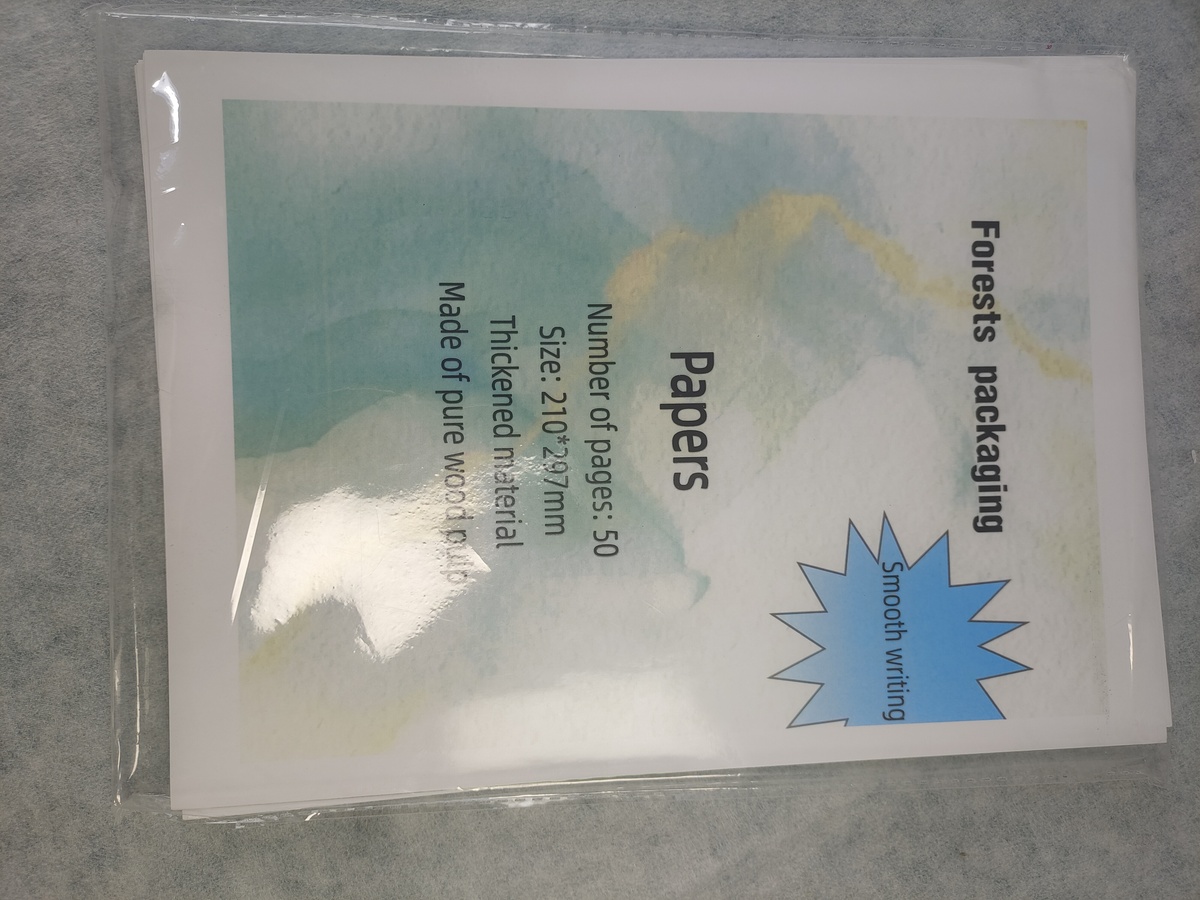 Forests packaging
Smooth writing
Papers
Number of pages: 50
Size: 210*297mm
Thickened material
Made of pure wood pulp